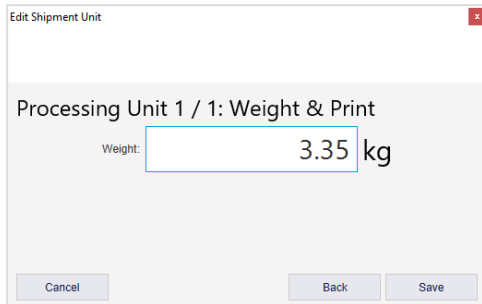 Edit Shipment Unit
x
Processing Unit 1 / 1: Weight & Print
Weight: 3.35 kg
Cancel Back Save